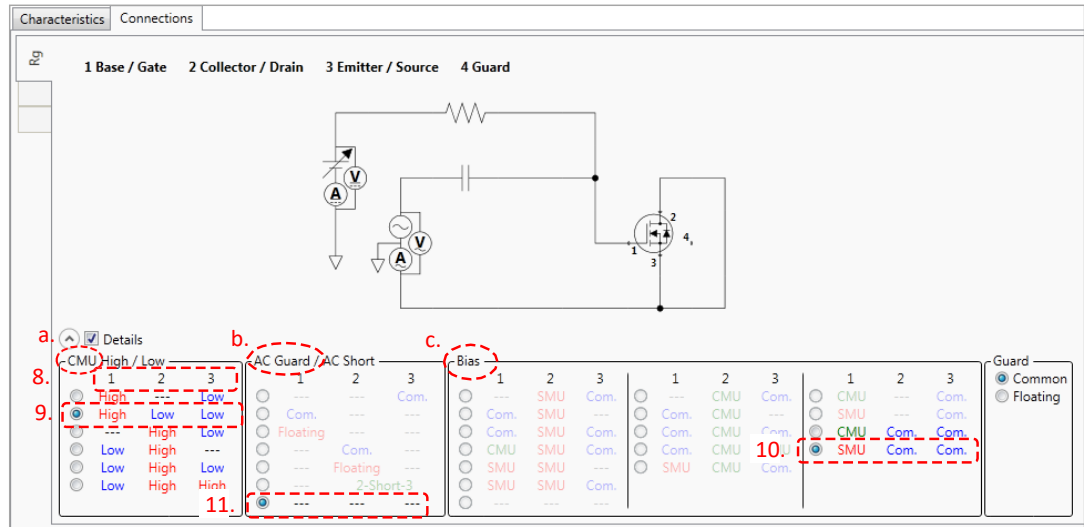 Characteristics Connections
Rg
1 Base / Gate 2 Collector / Drain 3 Emitter / Source 4 Guard
V
A
V
A
2
4
1
3
a. Details b. c.
CMU High / Low AC Guard / AC Short Bias Guard
8. 1 2 3 1 2 3 1 2 3 1 2 3 1 2 3 Common
High --- Low --- --- Com. --- SMU Com. --- CMU Com. CMU --- Com. Floating
9. High Low Low Com. --- --- Com. SMU --- Com. CMU --- SMU --- Com.
--- High Low Floating --- --- Com. SMU Com. Com. CMU Com. CMU Com. Com.
Low High --- --- Com. --- CMU SMU Com. 10. SMU Com. Com.
Low High Low --- Floating --- SMU SMU --- SMU CMU Com.
Low High High --- 2-Short-3 SMU SMU Com.
11. --- --- --- --- --- ---